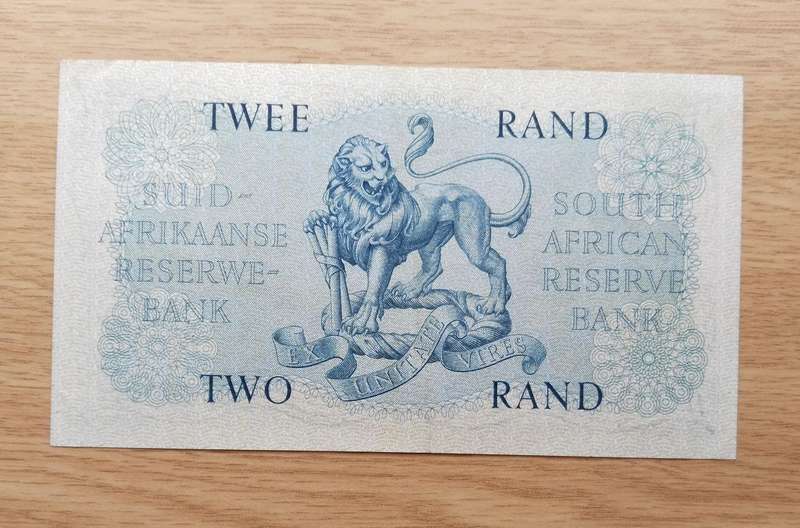 TWEE RAND
SUID-
AFRIKAANSE
RESERWE-
BANK
SOUTH
AFRICAN
RESERVE
BANK
EX UNITATE VIRES
TWO RAND